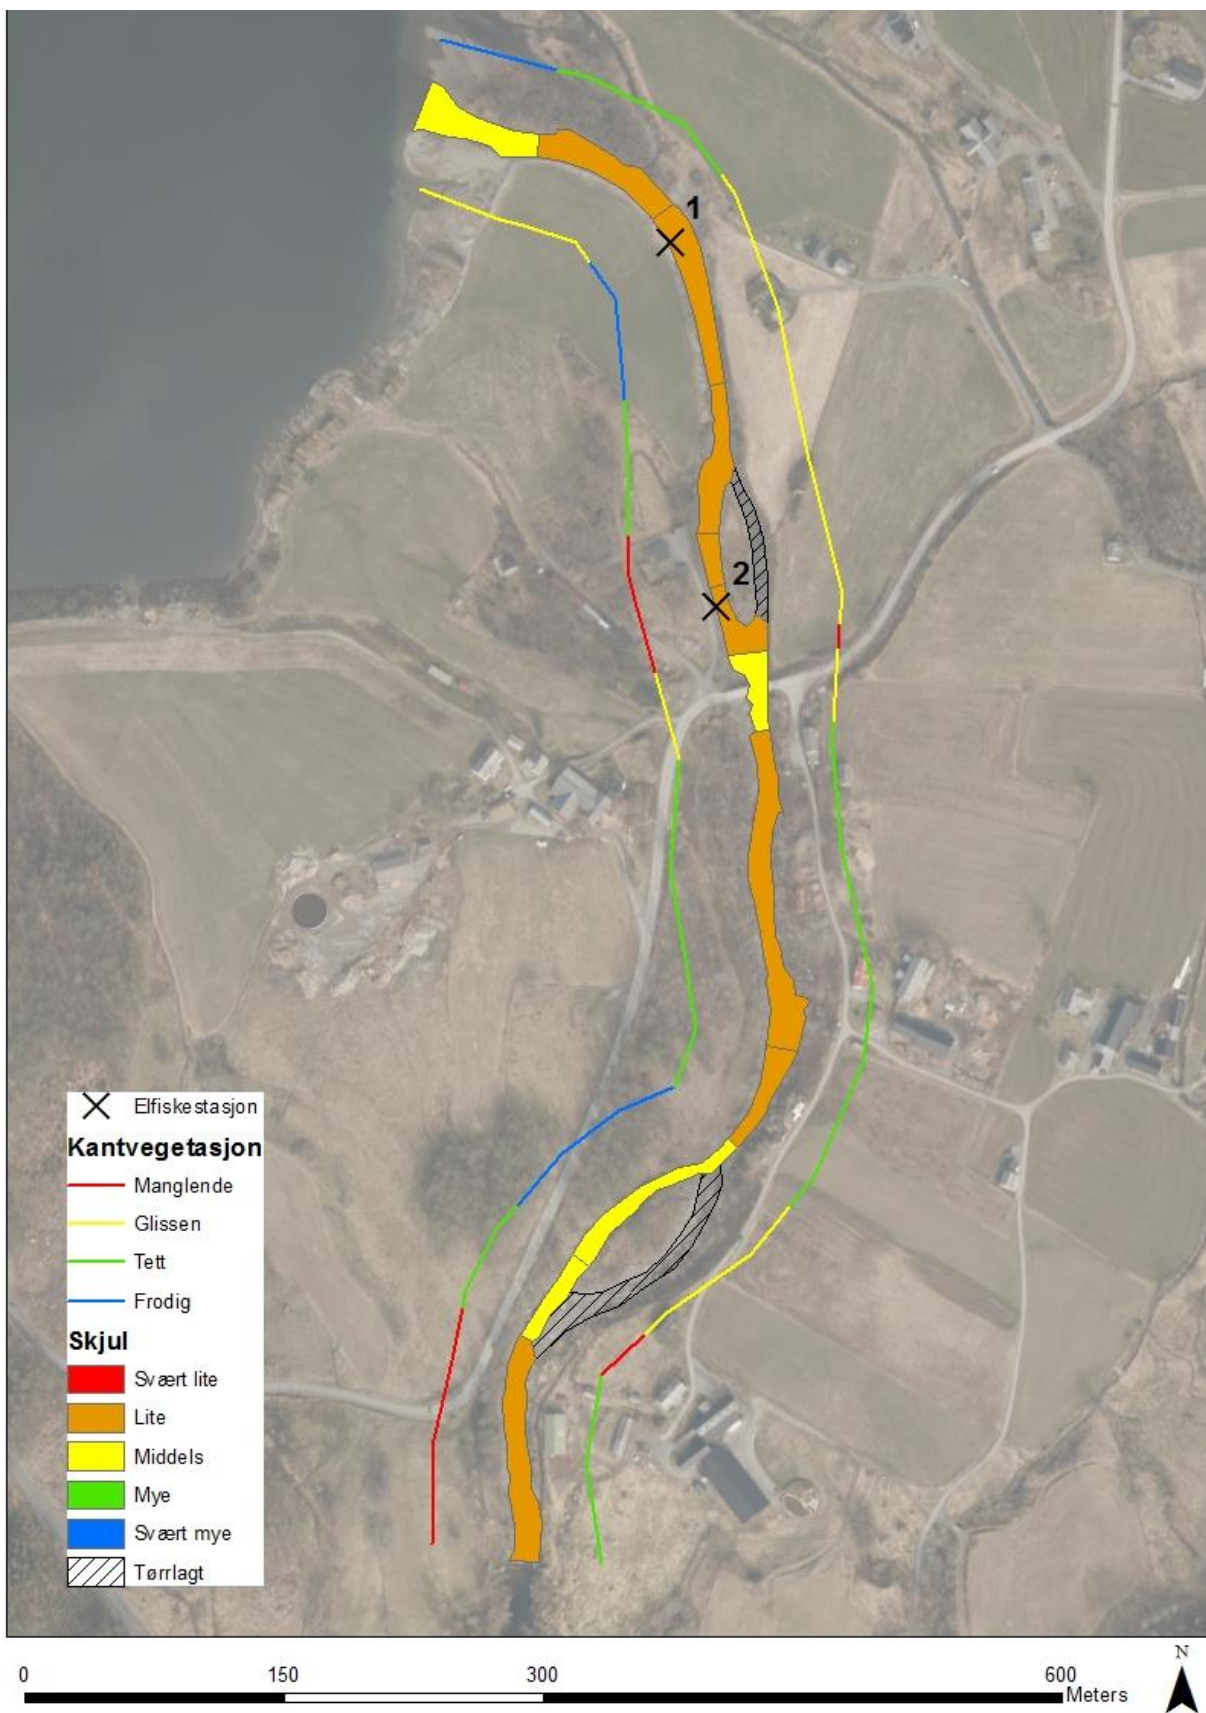 1
2
Elfiskestasjon
Kantvegetasjon
Manglende
Glissen
Tett
Frodig
Skjul
Svært lite
Lite
Middels
Mye
Svært mye
Tørrlagt
0 150 300 600
Meters
N